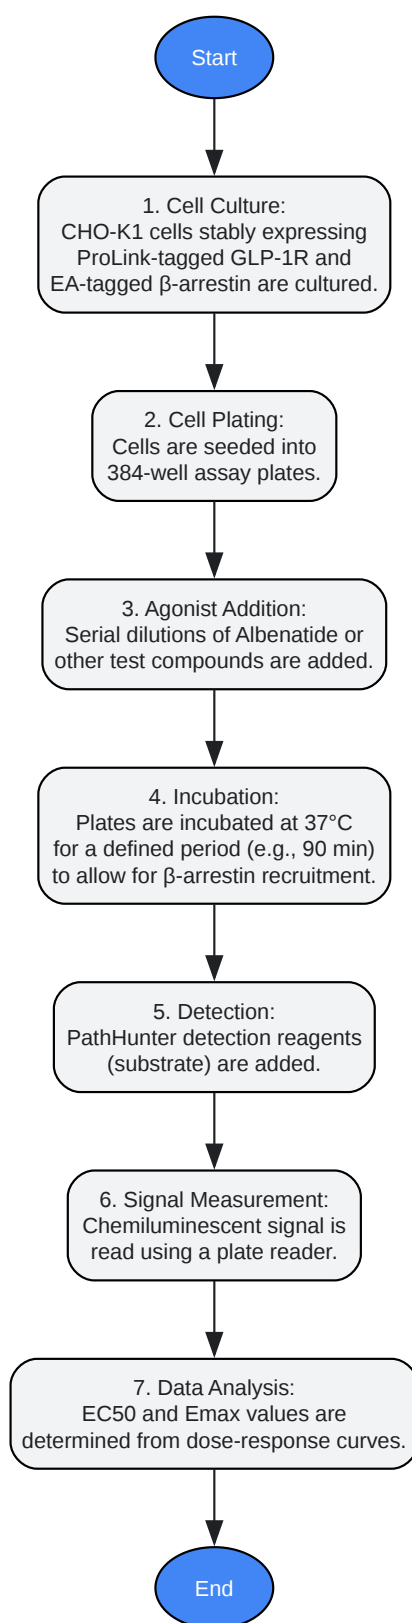 Start
1. Cell Culture:
CHO-K1 cells stably expressing
ProLink-tagged GLP-1R and
EA-tagged β-arrestin are cultured.
2. Cell Plating:
Cells are seeded into
384-well assay plates.
3. Agonist Addition:
Serial dilutions of Albenatide or
other test compounds are added.
4. Incubation:
Plates are incubated at 37°C
for a defined period (e.g., 90 min)
to allow for β-arrestin recruitment.
5. Detection:
PathHunter detection reagents
(substrate) are added.
6. Signal Measurement:
Chemiluminescent signal is
read using a plate reader.
7. Data Analysis:
EC50 and Emax values are
determined from dose-response curves.
End